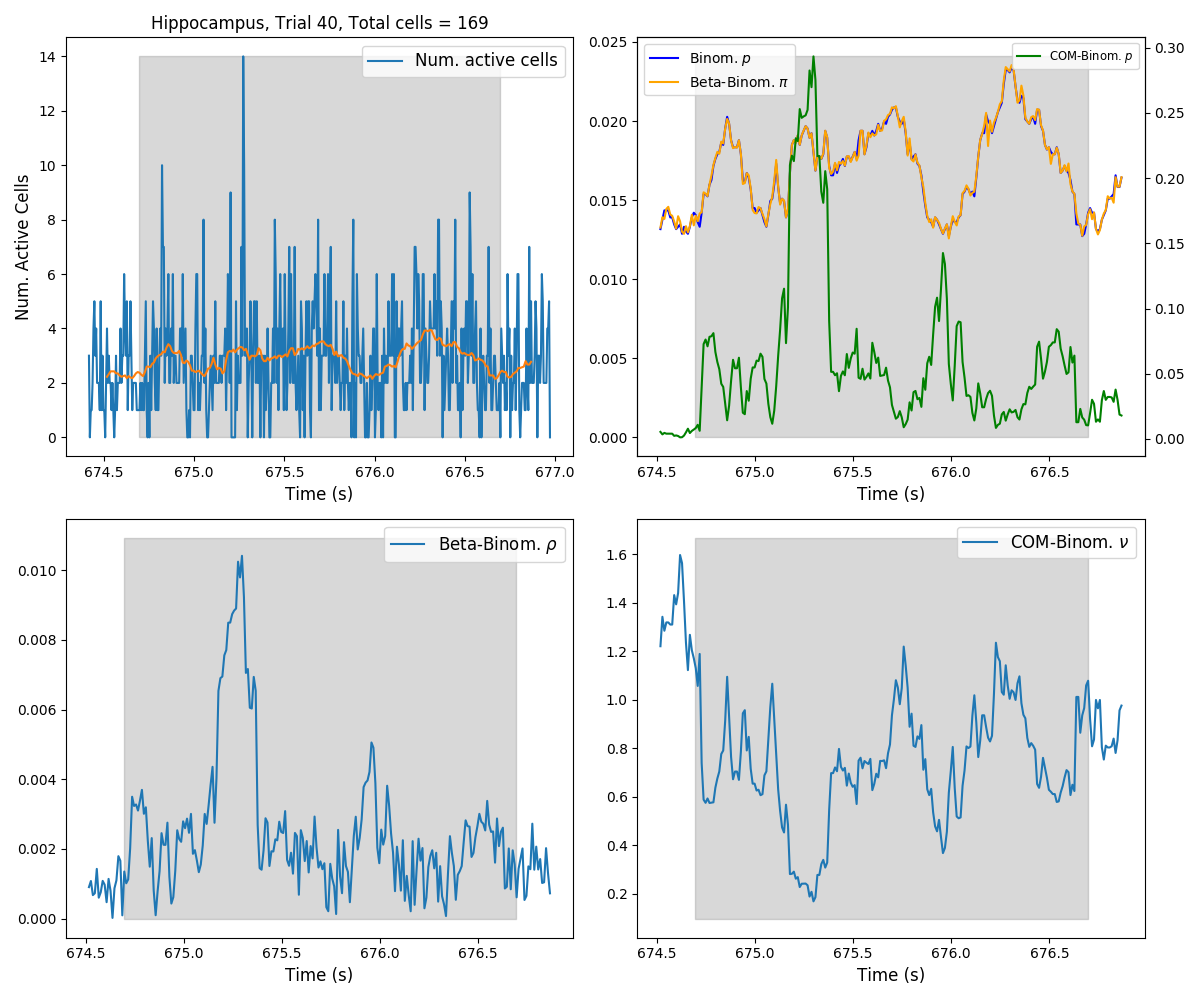 Hippocampus, Trial 40, Total cells = 169
Num. active cells
Num. Active Cells
14
12
10
8
6
4
2
0
674.5 675.0 675.5 676.0 676.5 677.0
Time (s)
Binom. p
Beta-Binom. π
COM-Binom. p
0.025
0.020
0.015
0.010
0.005
0.000
0.30
0.25
0.20
0.15
0.10
0.05
0.00
674.5 675.0 675.5 676.0 676.5
Time (s)
Beta-Binom. ρ
0.010
0.008
0.006
0.004
0.002
0.000
674.5 675.0 675.5 676.0 676.5
Time (s)
COM-Binom. ν
1.6
1.4
1.2
1.0
0.8
0.6
0.4
0.2
674.5 675.0 675.5 676.0 676.5
Time (s)